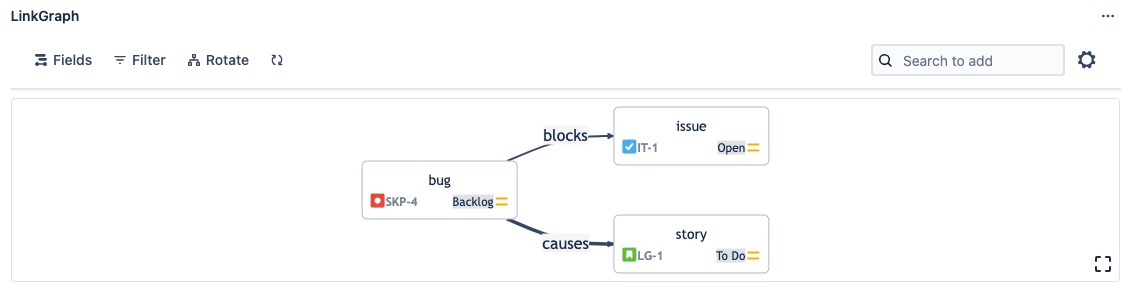 LinkGraph
Fields Filter Rotate Search to add
blocks
issue
IT-1 Open
bug
SKP-4 Backlog
causes
story
LG-1 To Do